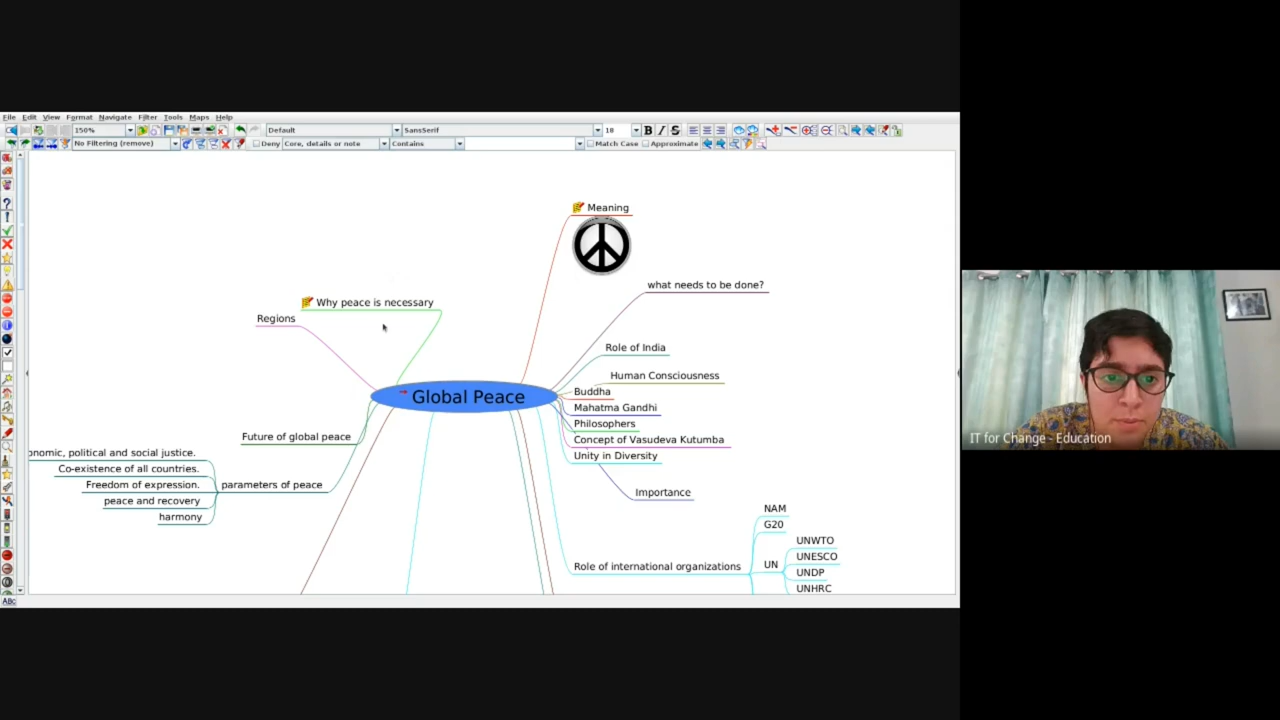 File Edit View Format Navigate Filter Tools Maps Help
150% Default SansSerif 18 B I S
No Filtering (remove) Deny Core, details or note Contains Match Case Approximate
Meaning
what needs to be done?
Why peace is necessary
Regions
Role of India
Human Consciousness
Global Peace
Buddha
Mahatma Gandhi
Philosophers
Concept of Vasudeva Kutumba
Unity in Diversity
Importance
Future of global peace
onomic, political and social justice.
Co-existence of all countries.
Freedom of expression.
peace and recovery
harmony
parameters of peace
Role of international organizations
NAM
G20
UN
UNWTO
UNESCO
UNDP
UNHRC
ABc
IT for Change - Education